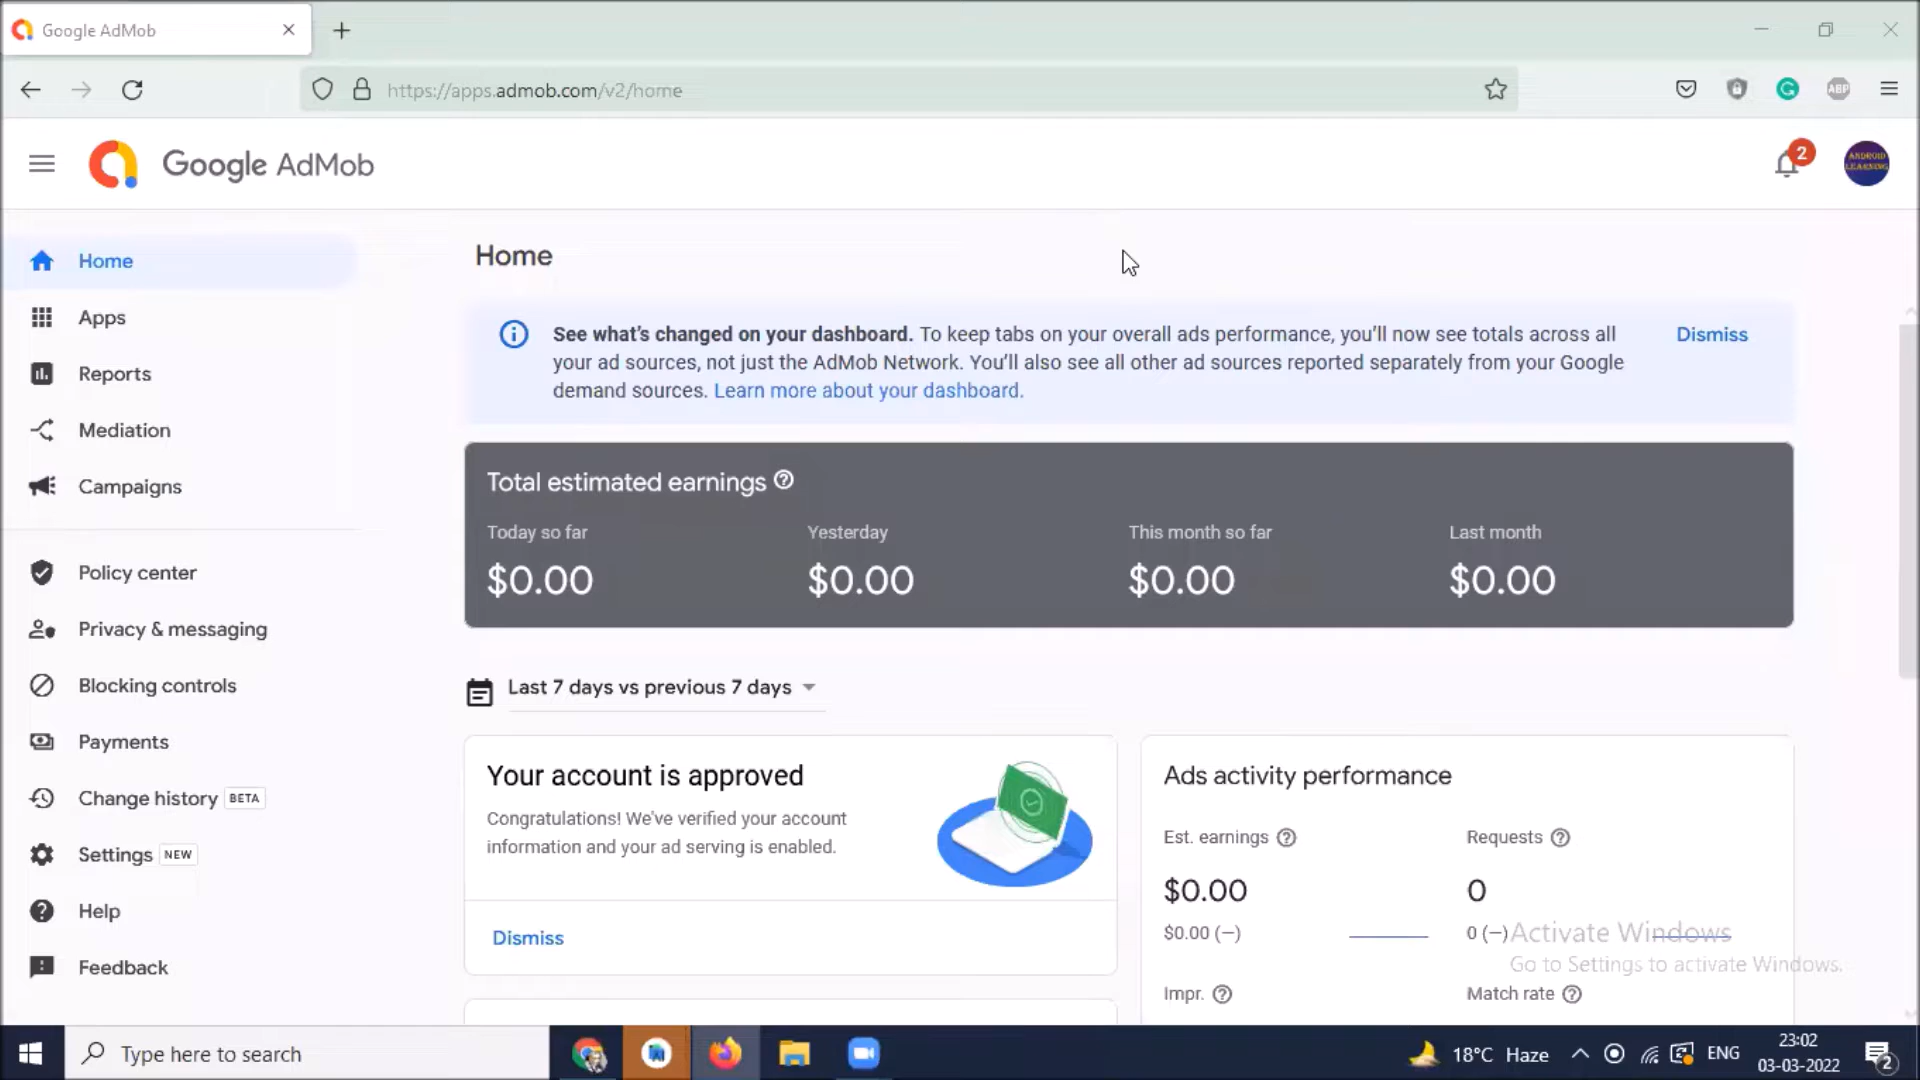 Google AdMob
https://apps.admob.com/v2/home
ABP
Google AdMob
2
ANDROID
LEARNING
Home
Apps
Reports
Mediation
Campaigns
Policy center
Privacy & messaging
Blocking controls
Payments
Change history BETA
Settings NEW
Help
Feedback
Home
See what's changed on your dashboard. To keep tabs on your overall ads performance, you'll now see totals across all
your ad sources, not just the AdMob Network. You'll also see all other ad sources reported separately from your Google
demand sources. Learn more about your dashboard.
Dismiss
Total estimated earnings
Today so far
$0.00
Yesterday
$0.00
This month so far
$0.00
Last month
$0.00
Last 7 days vs previous 7 days
Your account is approved
Congratulations! We've verified your account
information and your ad serving is enabled.
Dismiss
Ads activity performance
Est. earnings
$0.00
$0.00 (—)
Requests
0
0 (—)
Impr.
Match rate
Activate Windows
Go to Settings to activate Windows.
Type here to search
18°C Haze
ENG
23:02
03-03-2022
2